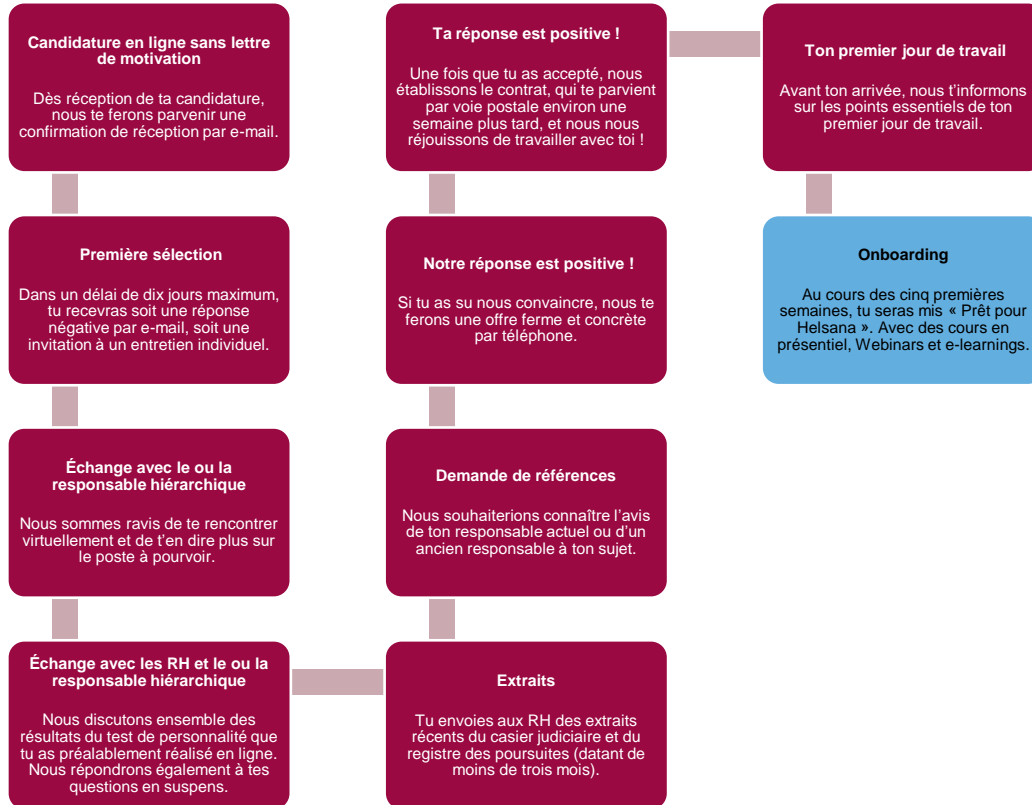 Candidature en ligne sans lettre
de motivation
Dès réception de ta candidature,
nous te ferons parvenir une
confirmation de réception par e-mail.
Première sélection
Dans un délai de dix jours maximum,
tu recevras soit une réponse
négative par e-mail, soit une
invitation à un entretien individuel.
Échange avec le ou la
responsable hiérarchique
Nous sommes ravis de te rencontrer
virtuellement et de t'en dire plus sur
le poste à pourvoir.
Échange avec les RH et le ou la
responsable hiérarchique
Nous discutons ensemble des
résultats du test de personnalité que
tu as préalablement réalisé en ligne.
Nous répondrons également à tes
questions en suspens.
Extraits
Tu envoies aux RH des extraits
récents du casier judiciaire et du
registre des poursuites (datant de
moins de trois mois).
Demande de références
Nous souhaiterions connaître l'avis
de ton responsable actuel ou d'un
ancien responsable à ton sujet.
Notre réponse est positive !
Si tu as su nous convaincre, nous te
ferons une offre ferme et concrète
par téléphone.
Ta réponse est positive !
Une fois que tu as accepté, nous
établissons le contrat, qui te parvient
par voie postale environ une
semaine plus tard, et nous nous
réjouissons de travailler avec toi !
Ton premier jour de travail
Avant ton arrivée, nous t'informons
sur les points essentiels de ton
premier jour de travail.
Onboarding
Au cours des cinq premières
semaines, tu seras mis « Prêt pour
Helsana ». Avec des cours en
présentiel, Webinars et e-learnings.